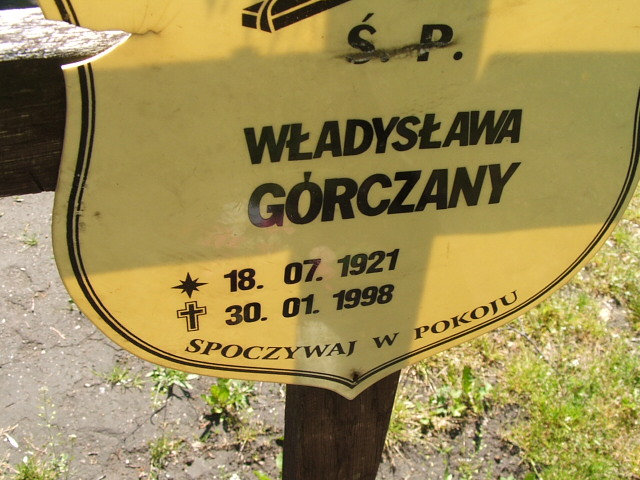 Ś. P.
WŁADYSŁAWA
GÓRCZANY
18. 07. 1921
30. 01. 1998
SPOCZYWAJ W POKOJU